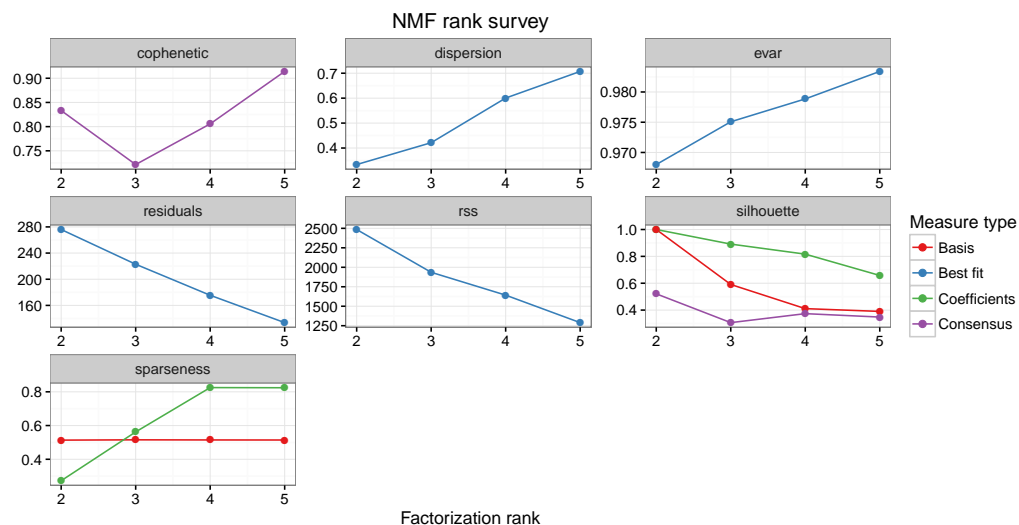 NMF rank survey
cophenetic
dispersion
evar
0.90
0.85
0.80
0.75
2 3 4 5
0.7
0.6
0.5
0.4
2 3 4 5
0.980
0.975
0.970
2 3 4 5
residuals
rss
silhouette
280
240
200
160
2 3 4 5
2500
2250
2000
1750
1500
1250
2 3 4 5
1.0
0.8
0.6
0.4
2 3 4 5
Measure type
Basis
Best fit
Coefficients
Consensus
sparseness
0.8
0.6
0.4
2 3 4 5
Factorization rank